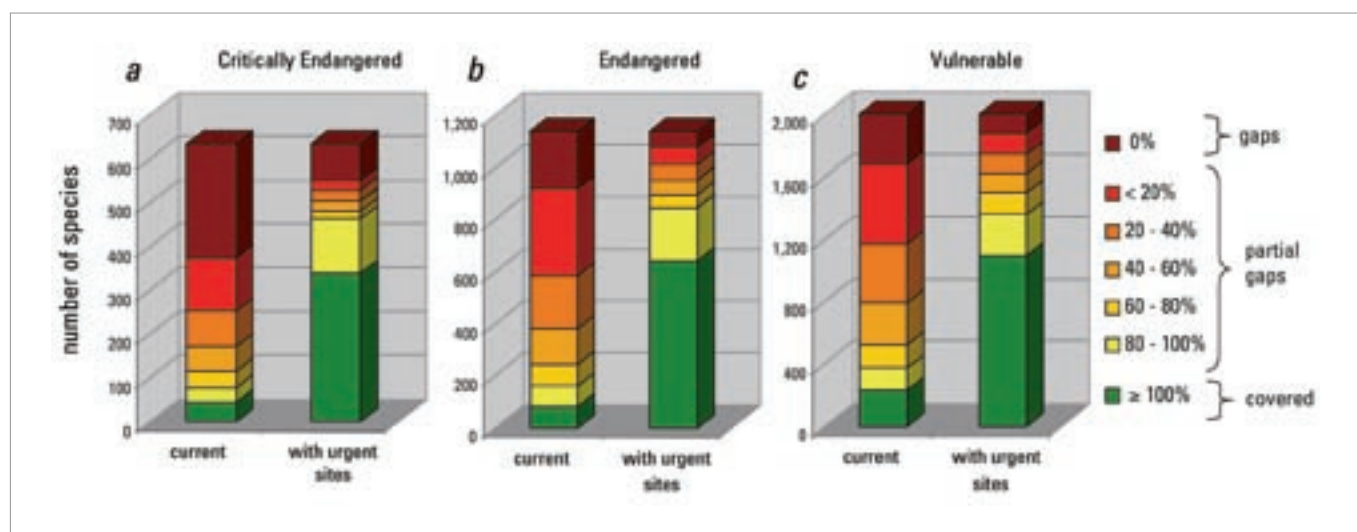 a Critically Endangered
b Endangered
c Vulnerable
number of species
700
600
500
400
300
200
100
0
current
with urgent
sites
1,200
1,000
800
600
400
200
0
current
with urgent
sites
2,000
1,600
1,200
800
400
0
current
with urgent
sites
0%
< 20%
20 - 40%
40 - 60%
60 - 80%
80 - 100%
≥ 100%
gaps
partial
gaps
covered